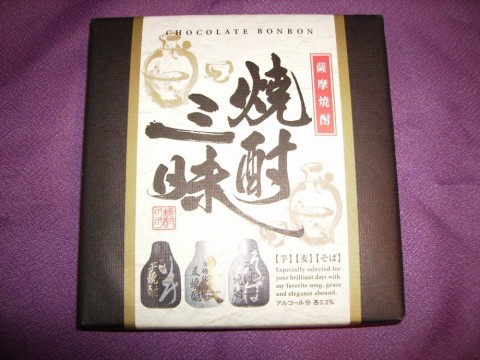 CHOCOLATE BONBON
薩摩焼酎
焼酎
三昧
【芋】【麦】【そば】
Especially selected for
your brilliant days with
my favorite song, grace
and elegance abound.
アルコール分 各3.2%